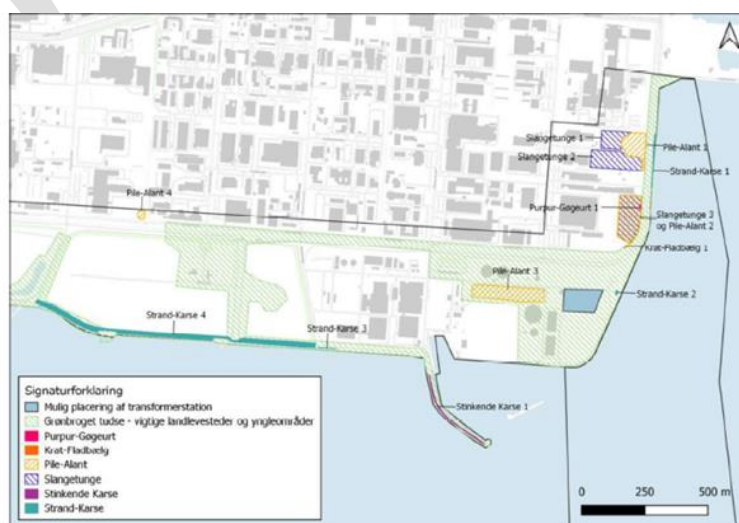 Slangetunge 1
Slangetunge 2
Pile-Alant 1
Strand-Karse 1
Pile-Alant 4
Purpur-Gøgeurt 1
Slangetunge 3
og Pile-Alant 2
Krat-Fladbælg 1
Pile-Alant 3
Strand-Karse 2
Strand-Karse 4
Strand-Karse 3
Stinkende Karse 1
Signaturforklaring
Mulig placering af transformerstation
Grønbroget tudse - vigtige landlevesteder og yngleområder
Purpur-Gøgeurt
Krat-Fladbælg
Pile-Alant
Slangetunge
Stinkende Karse
Strand-Karse
0 250 500 m